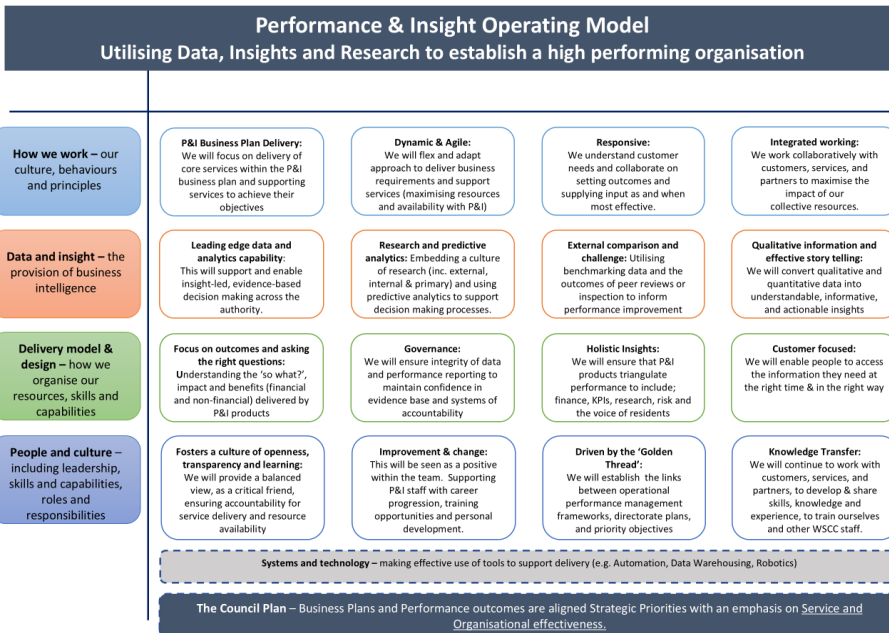 Performance & Insight Operating Model
Utilising Data, Insights and Research to establish a high performing organisation
How we work – our
culture, behaviours
and principles
P&I Business Plan Delivery:
We will focus on delivery of
core services within the P&I
business plan and supporting
services to achieve their
objectives
Dynamic & Agile:
We will flex and adapt
approach to deliver business
requirements and support
services (maximising resources
and availability with P&I)
Responsive:
We understand customer
needs and collaborate on
setting outcomes and
supplying input as and when
most effective.
Integrated working:
We work collaboratively with
customers, services, and
partners to maximise the
impact of our
collective resources.
Data and insight – the
provision of business
intelligence
Leading edge data and
analytics capability:
This will support and enable
insight-led, evidence-based
decision making across the
authority.
Research and predictive
analytics: Embedding a culture
of research (inc. external,
internal & primary) and using
predictive analytics to support
decision making processes.
External comparison and
challenge: Utilising
benchmarking data and the
outcomes of peer reviews or
inspection to inform
performance improvement
Qualitative information and
effective story telling:
We will convert qualitative and
quantitative data into
understandable, informative,
and actionable insights
Delivery model &
design – how we
organise our
resources, skills and
capabilities
Focus on outcomes and asking
the right questions:
Understanding the ‘so what?’,
impact and benefits (financial
and non-financial) delivered by
P&I products
Governance:
We will ensure integrity of data
and performance reporting to
maintain confidence in
evidence base and systems of
accountability
Holistic Insights:
We will ensure that P&I
products triangulate
performance to include;
finance, KPIs, research, risk and
the voice of residents
Customer focused:
We will enable people to access
the information they need at
the right time & in the right way
People and culture –
including leadership,
skills and capabilities,
roles and
responsibilities
Fosters a culture of openness,
transparency and learning:
We will provide a balanced
view, as a critical friend,
ensuring accountability for
service delivery and resource
availability
Improvement & change:
This will be seen as a positive
within the team. Supporting
P&I staff with career
progression, training
opportunities and personal
development.
Driven by the ‘Golden
Thread’:
We will establish the links
between operational
performance management
frameworks, directorate plans,
and priority objectives
Knowledge Transfer:
We will continue to work with
customers, services, and
partners, to develop & share
skills, knowledge and
experience, to train ourselves
and other WSCC staff.
Systems and technology – making effective use of tools to support delivery (e.g. Automation, Data Warehousing, Robotics)
The Council Plan – Business Plans and Performance outcomes are aligned Strategic Priorities with an emphasis on Service and
Organisational effectiveness.